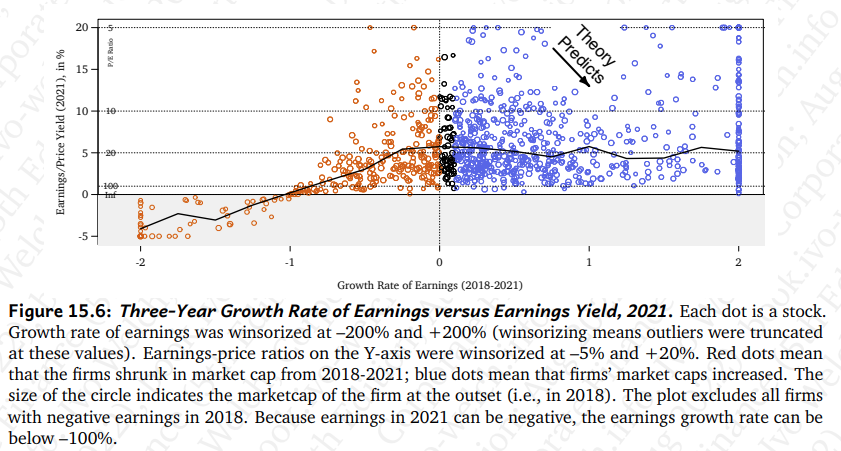 20
5
P/E Ratio
Theory
Predicts
Earnings/Price Yield (2021), in %
15
10
10
5
20
100
0
Inf
-5
-2
-1
0
1
2
Growth Rate of Earnings (2018-2021)
Figure 15.6: Three-Year Growth Rate of Earnings versus Earnings Yield, 2021. Each dot is a stock.
Growth rate of earnings was winsorized at –200% and +200% (winsorizing means outliers were truncated
at these values). Earnings-price ratios on the Y-axis were winsorized at –5% and +20%. Red dots mean
that the firms shrunk in market cap from 2018-2021; blue dots mean that firms’ market caps increased. The
size of the circle indicates the marketcap of the firm at the outset (i.e., in 2018). The plot excludes all firms
with negative earnings in 2018. Because earnings in 2021 can be negative, the earnings growth rate can be
below –100%.